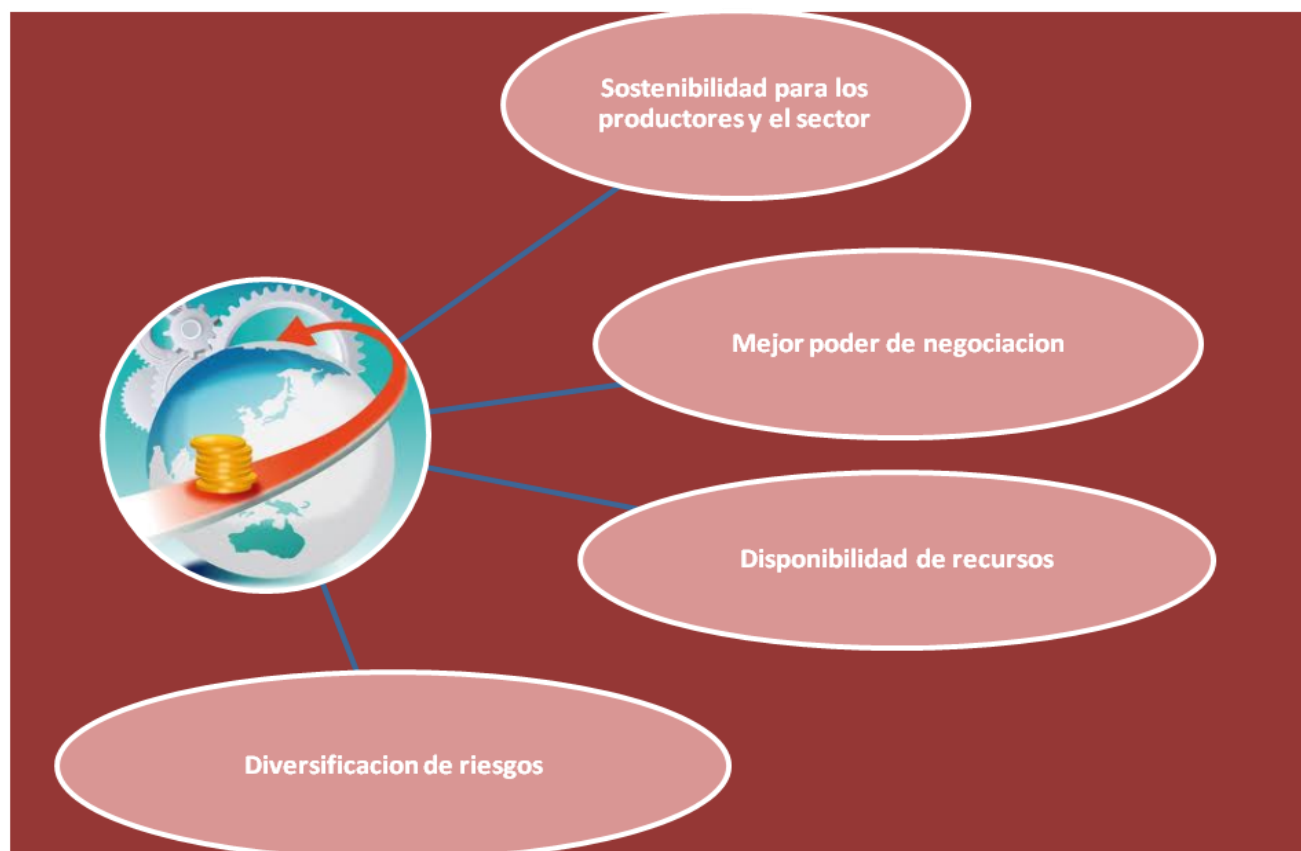 Sostenibilidad para los
productores y el sector
Mejor poder de negociacion
Disponibilidad de recursos
Diversificacion de riesgos